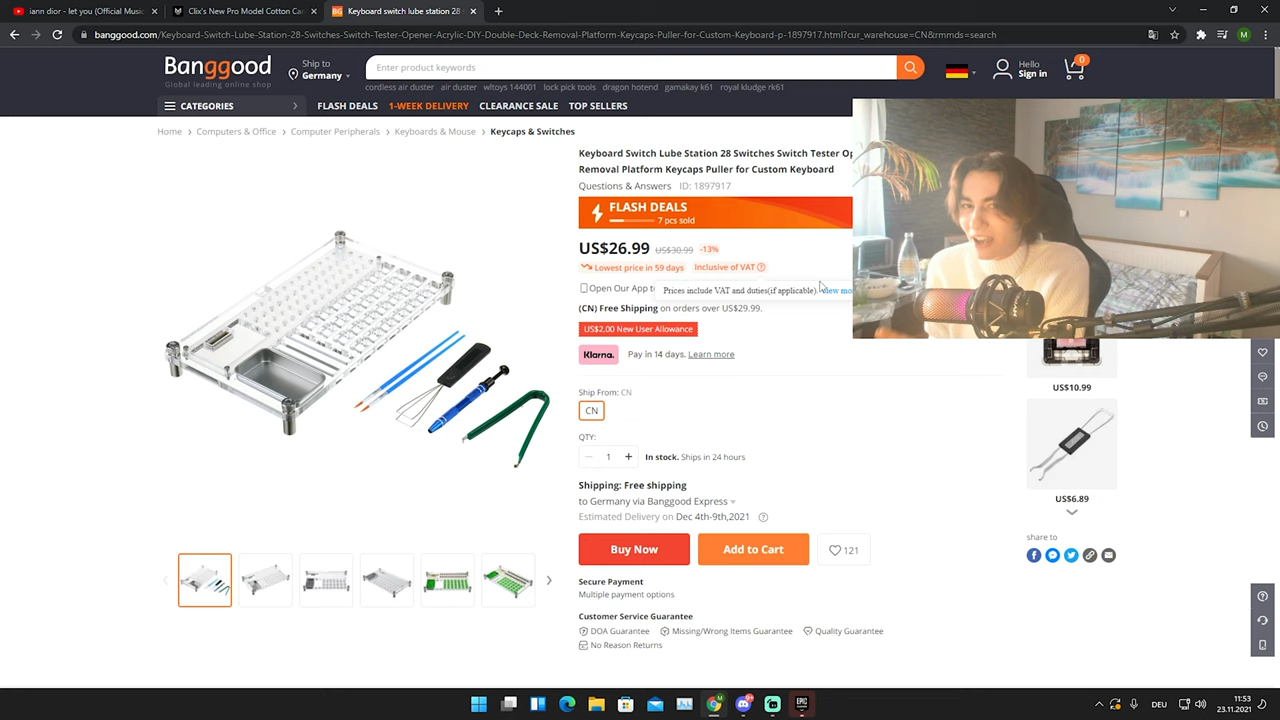 iann dior - let you (Official Music
Clix's New Pro Model Cotton Can
Keyboard switch lube station 28
banggood.com/Keyboard-Switch-Lube-Station-28-Switches-Switch-Tester-Opener-Acrylic-DIY-Double-Deck-Removal-Platform-Keycaps-Puller-for-Custom-Keyboard-p-1897917.html?cur_warehouse=CN&rmmds=search
Banggood
Global leading online shop
Ship to
Germany
Enter product keywords
Hello
Sign in
0
cordless air duster air duster wltoys 144001 lock pick tools dragon hotend gamakay k61 royal kludge rk61
CATEGORIES
FLASH DEALS 1-WEEK DELIVERY CLEARANCE SALE TOP SELLERS
Home > Computers & Office > Computer Peripherals > Keyboards & Mouse > Keycaps & Switches
Keyboard Switch Lube Station 28 Switches Switch Tester Op
Removal Platform Keycaps Puller for Custom Keyboard
Questions & Answers ID: 1897917
FLASH DEALS
7 pcs sold
US$26.99 US$30.99 -13%
Lowest price in 59 days Inclusive of VAT
Open Our App t
Prices include VAT and duties(if applicable). View mo
(CN) Free Shipping on orders over US$29.99.
US$2.00 New User Allowance
Klarna. Pay in 14 days. Learn more
Ship From: CN
CN
QTY:
1 + In stock. Ships in 24 hours
Shipping: Free shipping
to Germany via Banggood Express
Estimated Delivery on Dec 4th-9th,2021
Buy Now
Add to Cart
121
Secure Payment
Multiple payment options
Customer Service Guarantee
DOA Guarantee Missing/Wrong Items Guarantee Quality Guarantee
No Reason Returns
US$10.99
US$6.89
share to
DEU
11:53
23.11.2021